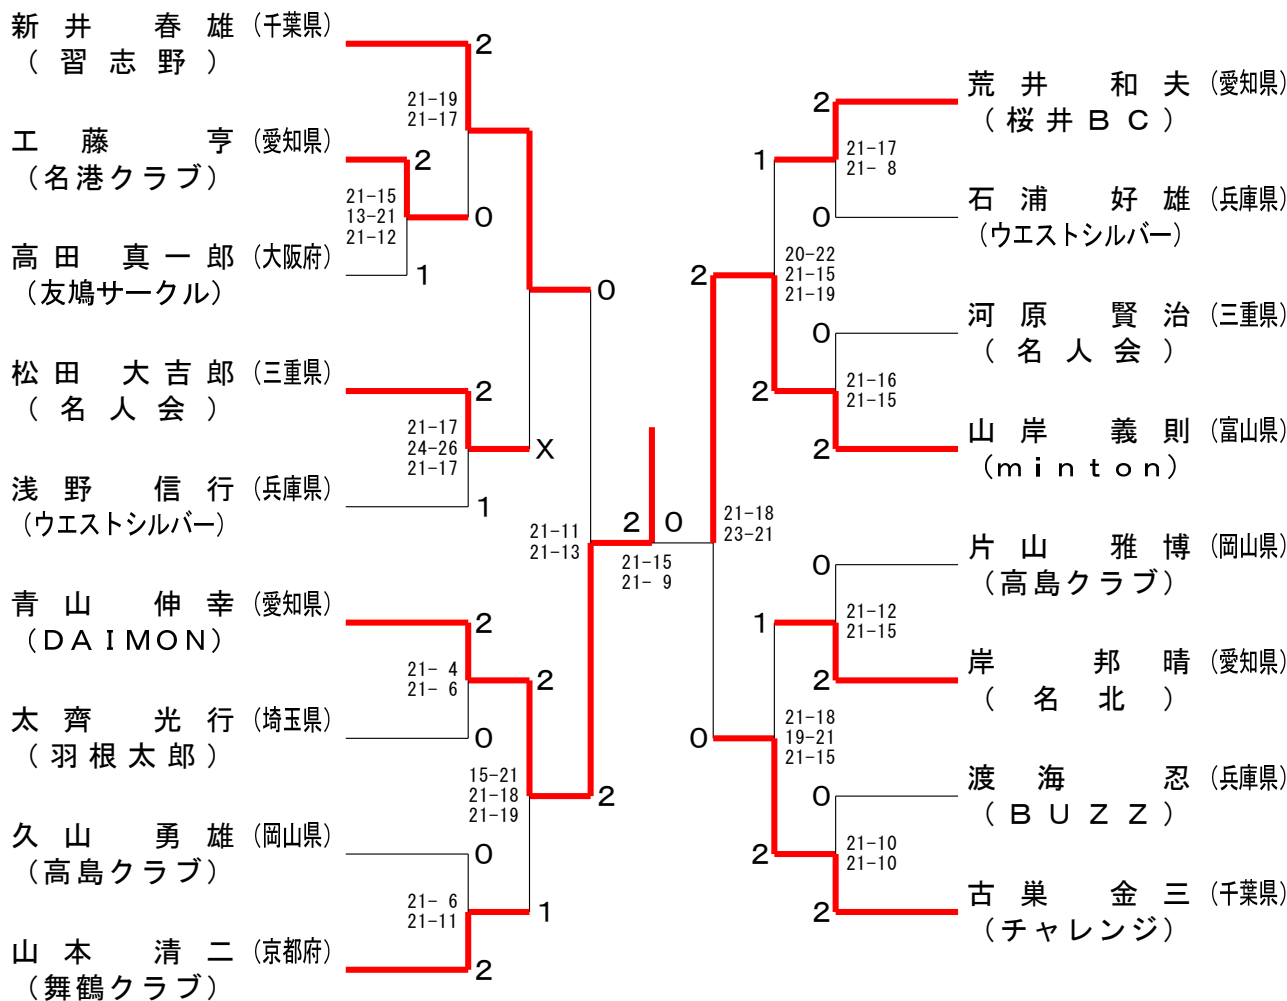 新井 春雄 (千葉県)
(習志野)
2
21-19
21-17
工藤 亨 (愛知県)
(名港クラブ)
2
21-15
13-21
21-12
0
高田 真一郎 (大阪府)
(友鳩サークル)
1
0
松田 大吉郎 (三重県)
(名人会)
2
21-17
24-26
21-17
X
浅野 信行 (兵庫県)
(ウエストシルバー)
1
21-11
21-13
青山 伸幸 (愛知県)
(DAIMON)
2
21- 4
21- 6
2
太齊 光行 (埼玉県)
(羽根太郎)
0
15-21
21-18
21-19
2
久山 勇雄 (岡山県)
(高島クラブ)
0
21- 6
21-11
1
山本 清二 (京都府)
(舞鶴クラブ)
2
2 0
21-15
21- 9
荒井 和夫 (愛知県)
(桜井BC)
2
21-17
21- 8
1
石浦 好雄 (兵庫県)
(ウエストシルバー)
0
20-22
21-15
21-19
2
河原 賢治 (三重県)
(名人会)
0
21-16
21-15
2
山岸 義則 (富山県)
(minton)
2
21-18
23-21
片山 雅博 (岡山県)
(高島クラブ)
0
21-12
21-15
1
岸 邦晴 (愛知県)
(名北)
2
21-18
19-21
21-15
0
渡海 忍 (兵庫県)
(BUZZ)
0
21-10
21-10
2
古巣 金三 (千葉県)
(チャレンジ)
2